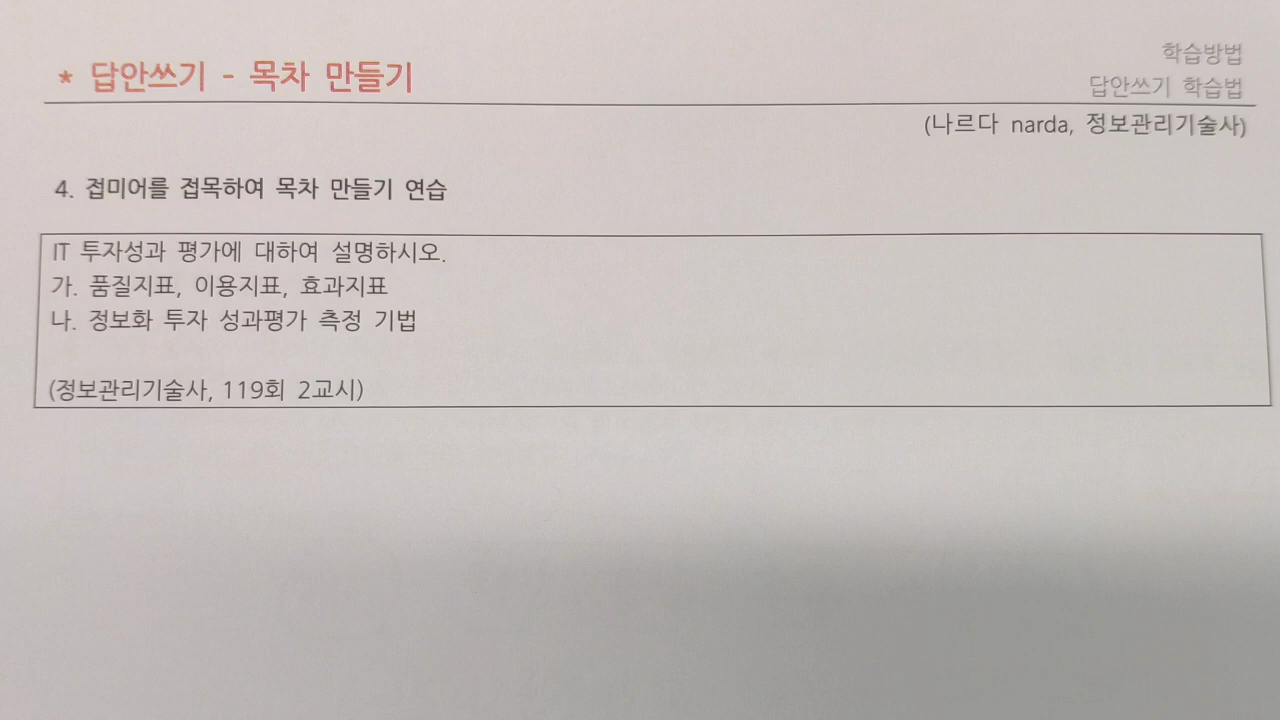 * 답안쓰기 - 목차 만들기
학습방법
답안쓰기 학습법
(나르다 narda, 정보관리기술사)
4. 접미어를 접목하여 목차 만들기 연습
IT 투자성과 평가에 대하여 설명하시오.
가. 품질지표, 이용지표, 효과지표
나. 정보화 투자 성과평가 측정 기법
(정보관리기술사, 119회 2교시)